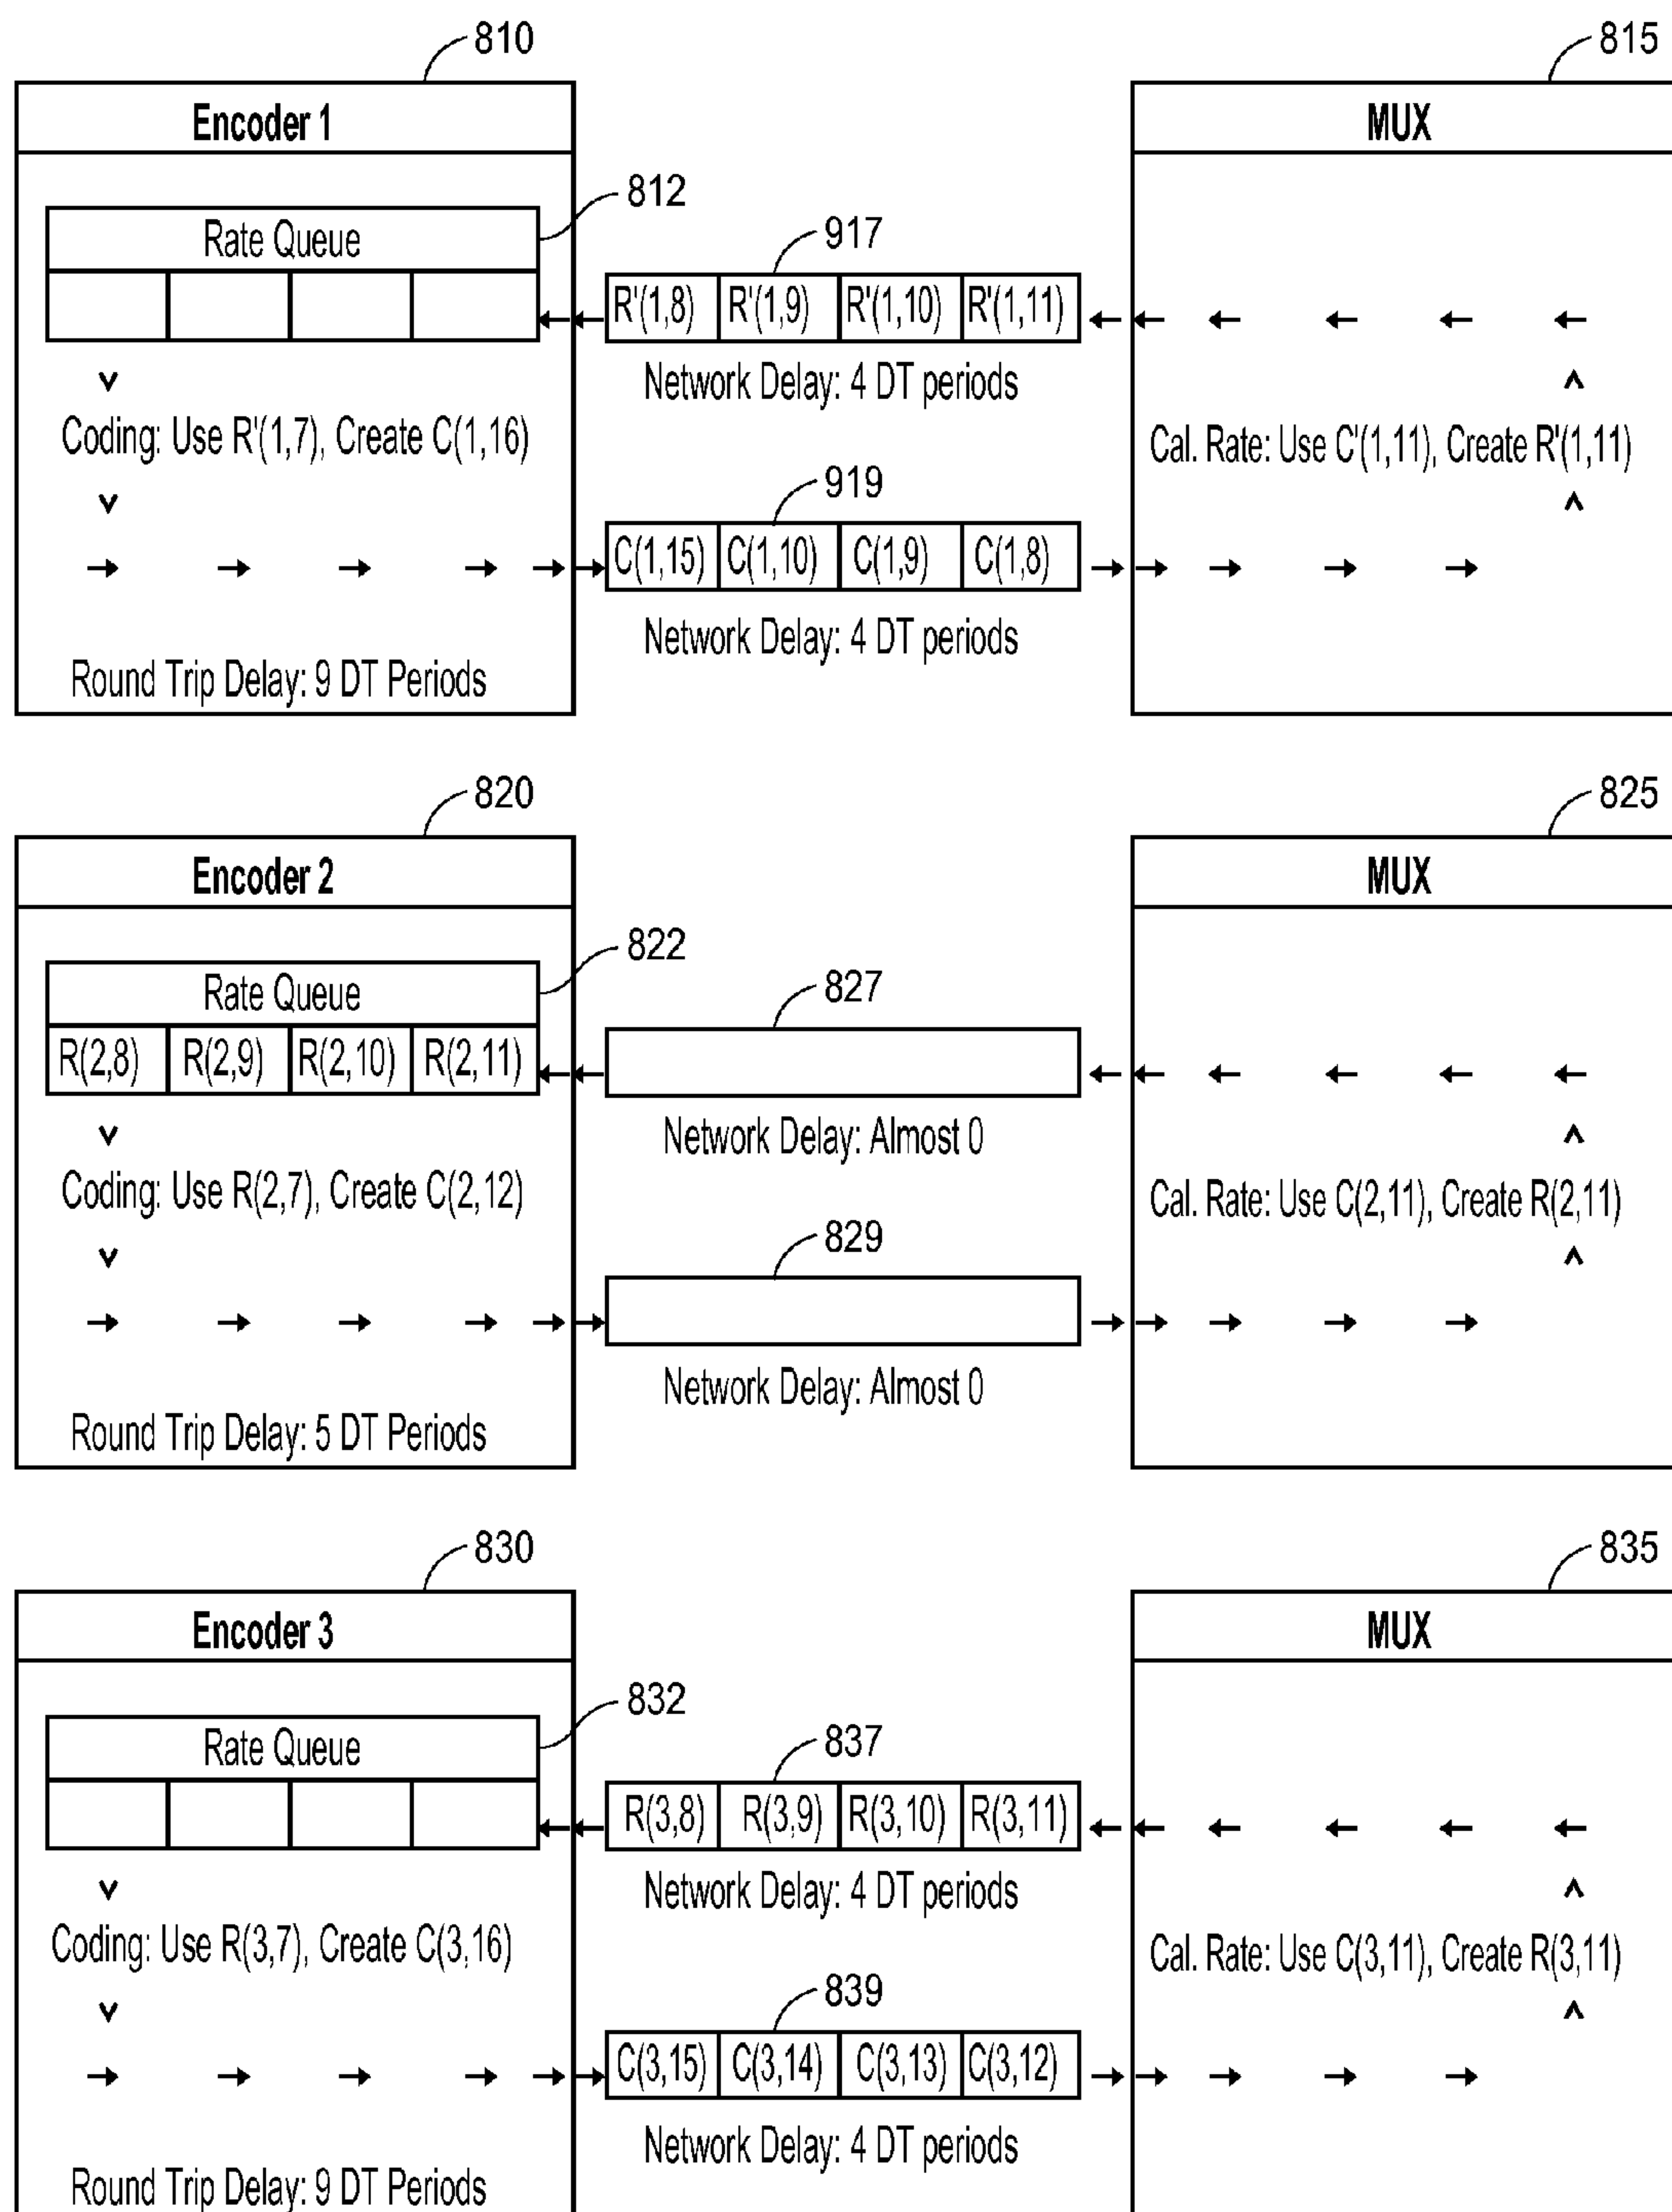 810
815
Encoder 1
MUX
812
Rate Queue
917
R'(1,8) R'(1,9) R'(1,10) R'(1,11)
Network Delay: 4 DT periods
Coding: Use R'(1,7), Create C(1,16)
Cal. Rate: Use C'(1,11), Create R'(1,11)
919
C(1,15) C(1,10) C(1,9) C(1,8)
Network Delay: 4 DT periods
Round Trip Delay: 9 DT Periods
820
825
Encoder 2
MUX
822
Rate Queue
827
R(2,8) R(2,9) R(2,10) R(2,11)
Network Delay: Almost 0
Coding: Use R(2,7), Create C(2,12)
Cal. Rate: Use C(2,11), Create R(2,11)
829
Network Delay: Almost 0
Round Trip Delay: 5 DT Periods
830
835
Encoder 3
MUX
832
Rate Queue
837
R(3,8) R(3,9) R(3,10) R(3,11)
Network Delay: 4 DT periods
Coding: Use R(3,7), Create C(3,16)
Cal. Rate: Use C(3,11), Create R(3,11)
839
C(3,15) C(3,14) C(3,13) C(3,12)
Network Delay: 4 DT periods
Round Trip Delay: 9 DT Periods